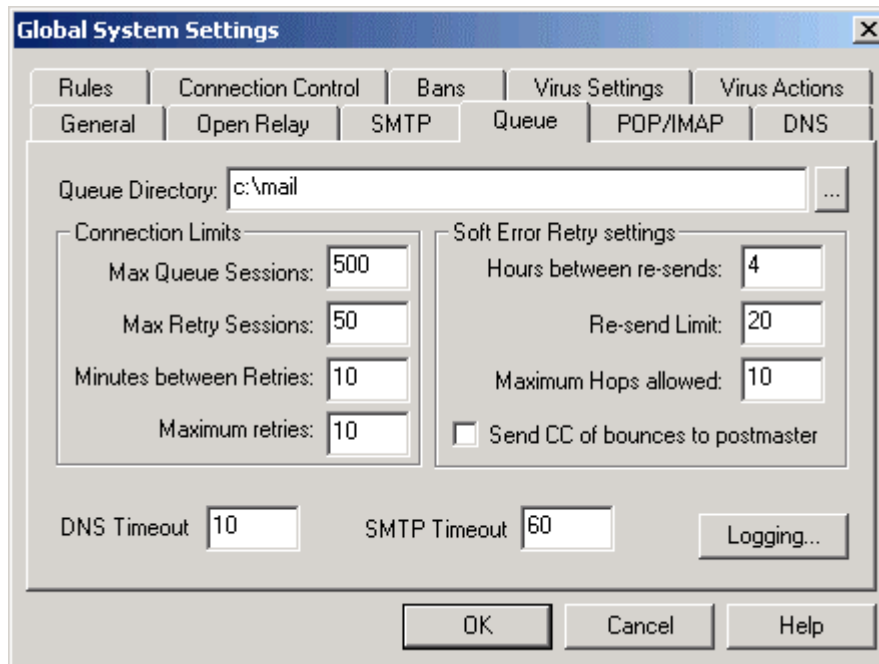 Global System Settings
Rules Connection Control Bans Virus Settings Virus Actions
General Open Relay SMTP Queue POP/IMAP DNS
Queue Directory: c:\mail ...
Connection Limits Soft Error Retry settings
Max Queue Sessions: 500 Hours between re-sends: 4
Max Retry Sessions: 50 Re-send Limit: 20
Minutes between Retries: 10 Maximum Hops allowed: 10
Maximum retries: 10 Send CC of bounces to postmaster
DNS Timeout 10 SMTP Timeout 60 Logging...
OK Cancel Help